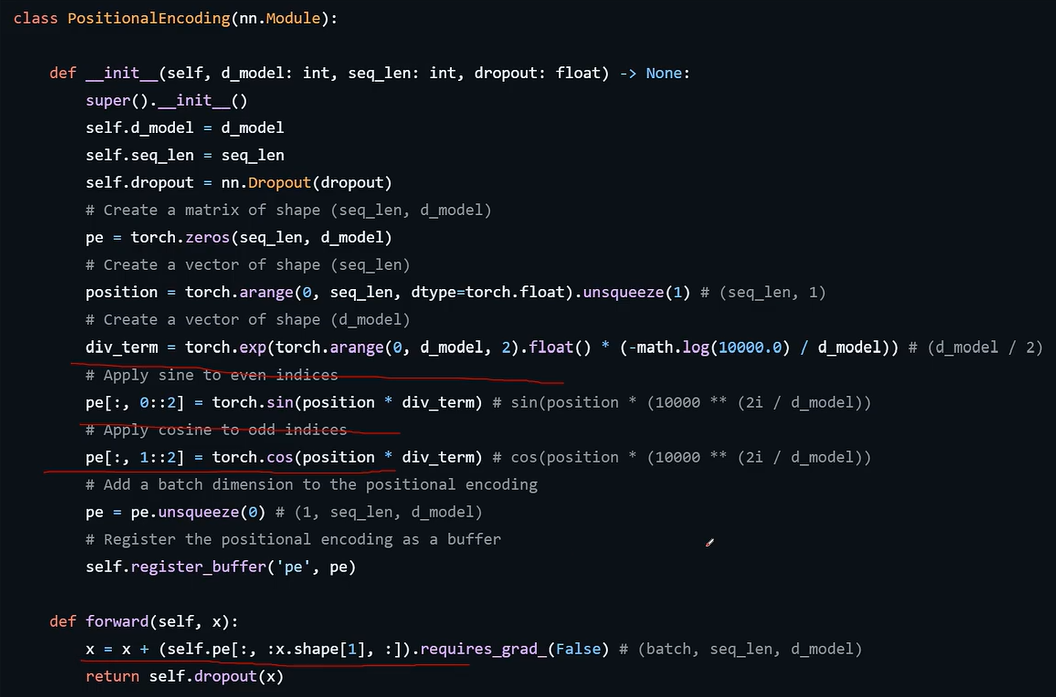 class PositionalEncoding(nn.Module):
def __init__(self, d_model: int, seq_len: int, dropout: float) -> None:
super().__init__()
self.d_model = d_model
self.seq_len = seq_len
self.dropout = nn.Dropout(dropout)
# Create a matrix of shape (seq_len, d_model)
pe = torch.zeros(seq_len, d_model)
# Create a vector of shape (seq_len)
position = torch.arange(0, seq_len, dtype=torch.float).unsqueeze(1) # (seq_len, 1)
# Create a vector of shape (d_model)
div_term = torch.exp(torch.arange(0, d_model, 2).float() * (-math.log(10000.0) / d_model)) # (d_model / 2)
# Apply sine to even indices
pe[:, 0::2] = torch.sin(position * div_term) # sin(position * (10000 ** (2i / d_model))
# Apply cosine to odd indices
pe[:, 1::2] = torch.cos(position * div_term) # cos(position * (10000 ** (2i / d_model))
# Add a batch dimension to the positional encoding
pe = pe.unsqueeze(0) # (1, seq_len, d_model)
# Register the positional encoding as a buffer
self.register_buffer('pe', pe)
def forward(self, x):
x = x + (self.pe[:, :x.shape[1], :]).requires_grad_(False) # (batch, seq_len, d_model)
return self.dropout(x)